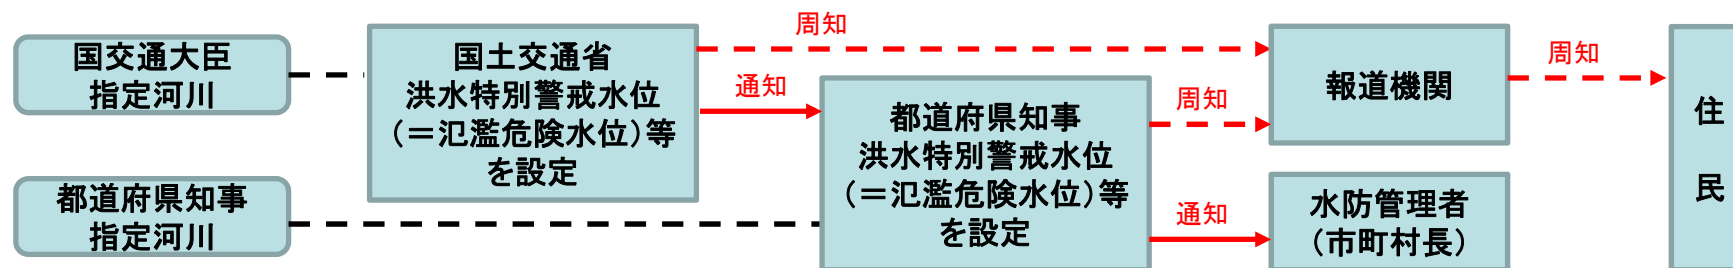 国交通大臣
指定河川
都道府県知事
指定河川
国土交通省
洪水特別警戒水位
（＝氾濫危険水位）等
を設定
周知
通知
都道府県知事
洪水特別警戒水位
（＝氾濫危険水位）等
を設定
周知
通知
報道機関
水防管理者
（市町村長）
周知
住
民